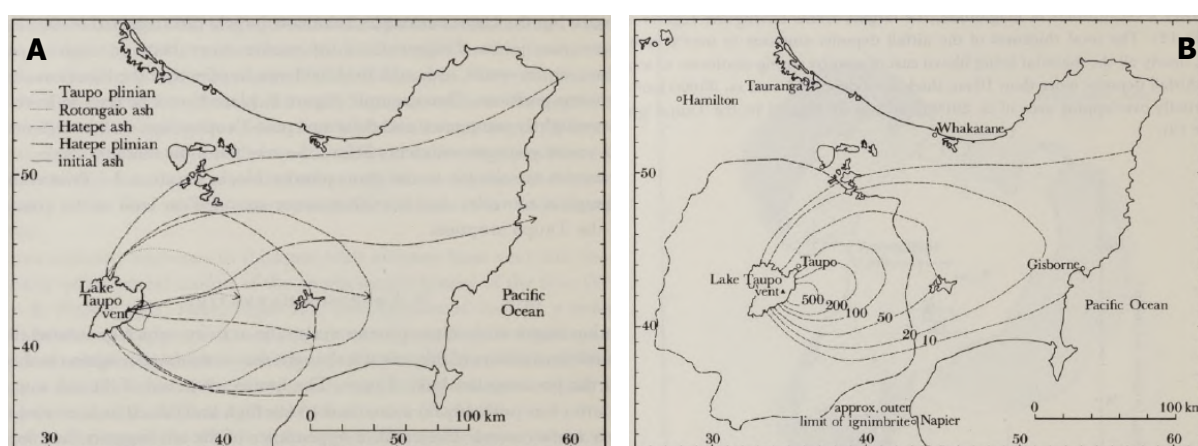 A
Taupo plinian
Rotongaio ash
Hatepe ash
Hatepe plinian
initial ash
50
40
Lake
Taupo
vent
Pacific
Ocean
0
100 km
30
40
50
60
B
Hamilton
Tauranga
Whakatane
50
40
Lake Taupo
vent
Taupo
500
200
100
50
20
10
Gisborne
Pacific Ocean
approx. outer
limit of ignimbrite
Napier
0
100 km
30
40
50
60